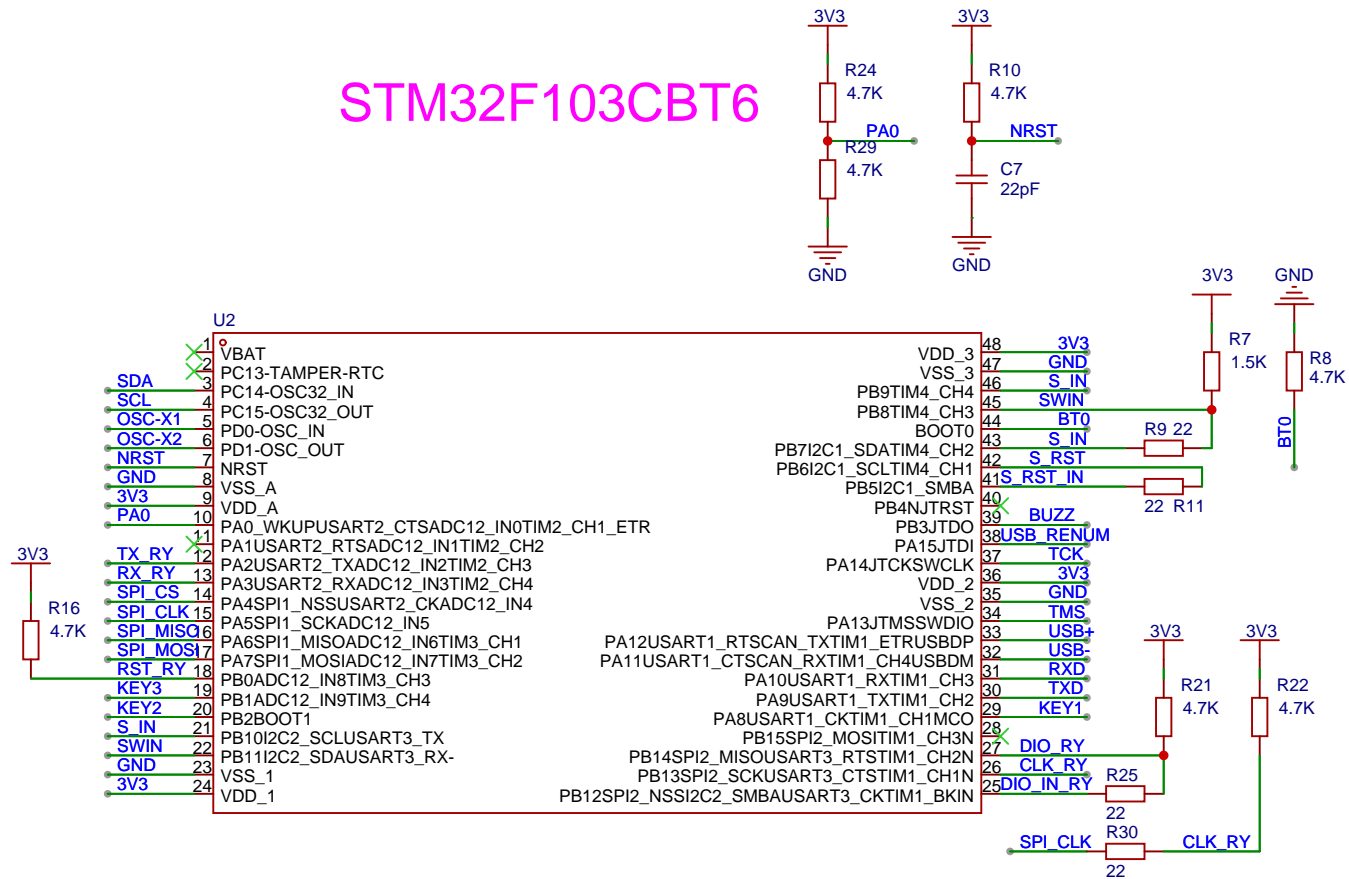 3V3
3V3
R24
4.7K
R10
4.7K
STM32F103CBT6
PA0
NRST
R29
4.7K
C7
22pF
GND
GND
3V3
GND
R7
1.5K
R8
4.7K
BT0
U2
1 VBAT
2 PC13-TAMPER-RTC
SDA 3 PC14-OSC32_IN
SCL 4 PC15-OSC32_OUT
OSC-X1 5 PD0-OSC_IN
OSC-X2 6 PD1-OSC_OUT
NRST 7 NRST
GND 8 VSS_A
3V3 9 VDD_A
PA0 10 PA0_WKUPUSART2_CTSADC12_IN0TIM2_CH1_ETR
11 PA1USART2_RTSADC12_IN1TIM2_CH2
TX_RY 12 PA2USART2_TXADC12_IN2TIM2_CH3
RX_RY 13 PA3USART2_RXADC12_IN3TIM2_CH4
SPI_CS 14 PA4SPI1_NSSUSART2_CKADC12_IN4
SPI_CLK 15 PA5SPI1_SCKADC12_IN5
SPI_MISO 16 PA6SPI1_MISOADC12_IN6TIM3_CH1
SPI_MOSI 17 PA7SPI1_MOSIADC12_IN7TIM3_CH2
RST_RY 18 PB0ADC12_IN8TIM3_CH3
KEY3 19 PB1ADC12_IN9TIM3_CH4
KEY2 20 PB2BOOT1
S_IN 21 PB10I2C2_SCLUSART3_TX
SWIN 22 PB11I2C2_SDAUSART3_RX-
GND 23 VSS_1
3V3 24 VDD_1
3V3
R16
4.7K
VDD_3 48 3V3
VSS_3 47 GND
PB9TIM4_CH4 46 S_IN
PB8TIM4_CH3 45 SWIN
BOOT0 44 BT0
PB7I2C1_SDATIM4_CH2 43 S_IN R9 22
PB6I2C1_SCLTIM4_CH1 42 S_RST
PB5I2C1_SMBA 41 S_RST_IN 22 R11
PB4NJTRST 40
PB3JTDO 39 BUZZ
PA15JTDI 38 USB_RENUM
PA14JTCKSWCLK 37 TCK
VDD_2 36 3V3
VSS_2 35 GND
PA13JTMSSWDIO 34 TMS
PA12USART1_RTSCAN_TXTIM1_ETRUSBDP 33 USB+
PA11USART1_CTSCAN_RXTIM1_CH4USBDM 32 USB-
PA10USART1_RXTIM1_CH3 31 RXD
PA9USART1_TXTIM1_CH2 30 TXD
PA8USART1_CKTIM1_CH1MCO 29 KEY1
PB15SPI2_MOSITIM1_CH3N 28
PB14SPI2_MISOUSART3_RTSTIM1_CH2N 27 DIO_RY
PB13SPI2_SCKUSART3_CTSTIM1_CH1N 26 CLK_RY
PB12SPI2_NSSI2C2_SMBAUSART3_CKTIM1_BKIN 25 DIO_IN_RY
3V3
3V3
R21
4.7K
R22
4.7K
R25
22
SPI_CLK R30 CLK_RY
22